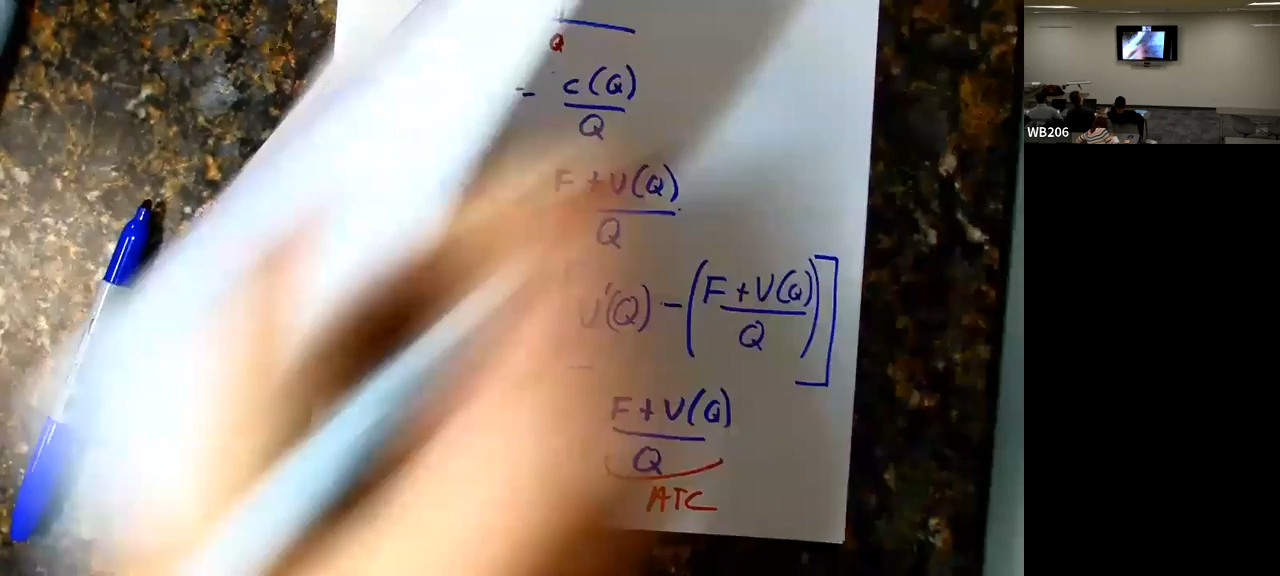 Q
- c(Q)
Q
F + V(Q)
Q
V'(Q) - (F + V(Q))]
Q
F + V(Q)
Q
ATC
WB206